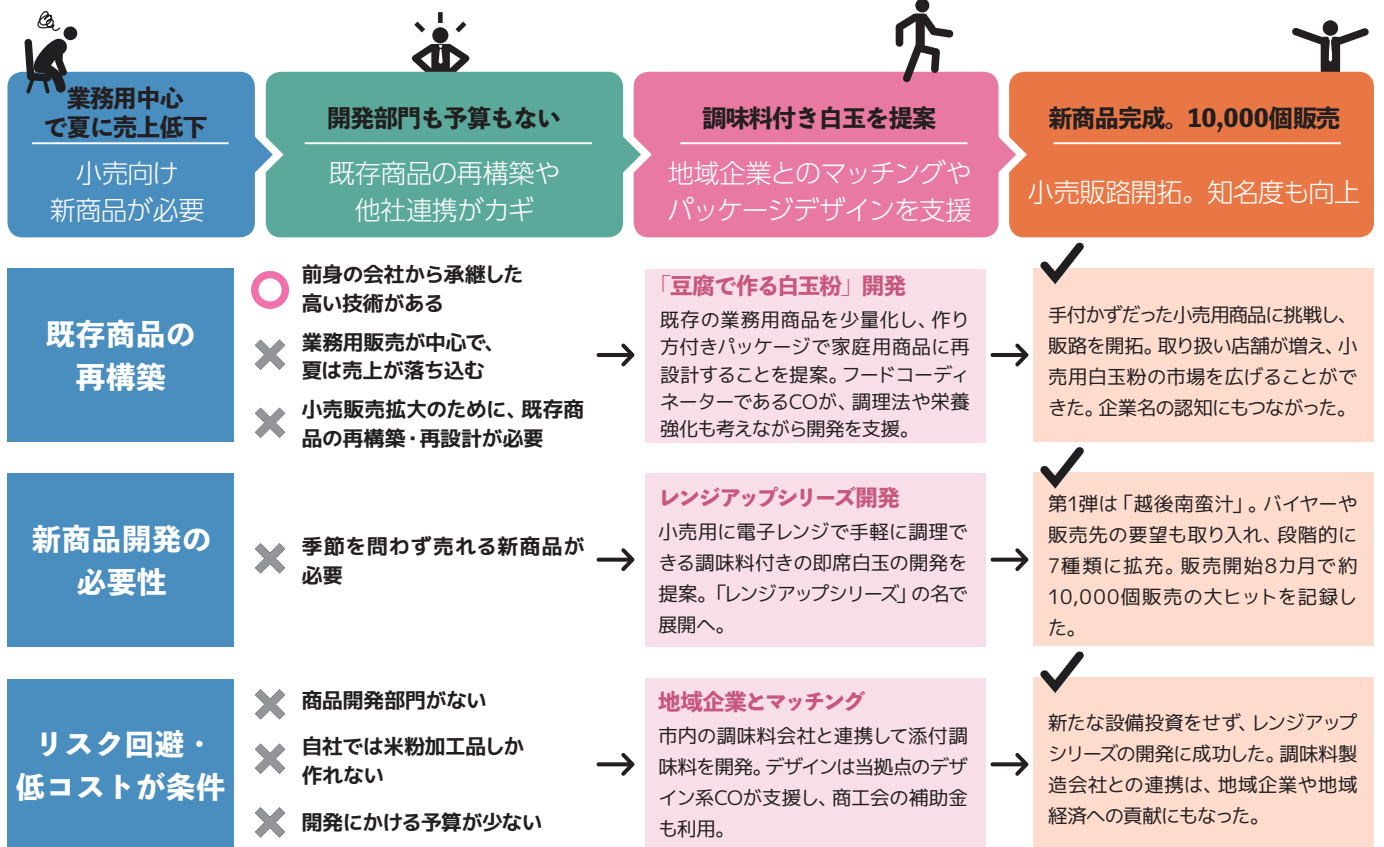 業務用中心
で夏に売上低下
小売向け
新商品が必要
開発部門も予算もない
既存商品の再構築や
他社連携がカギ
調味料付き白玉を提案
地域企業とのマッチングや
パッケージデザインを支援
新商品完成。10,000個販売
小売販路開拓。知名度も向上
既存商品の
再構築
前身の会社から承継した
高い技術がある
業務用販売が中心で、
夏は売上が落ち込む
小売販売拡大のために、既存商
品の再構築・再設計が必要
「豆腐で作る白玉粉」開発
既存の業務用商品を少量化し、作り
方付きパッケージで家庭用商品に再
設計することを提案。フードコーディ
ネーターであるCOが、調理法や栄養
強化も考えながら開発を支援。
手付かずだった小売用商品に挑戦し、
販路を開拓。取り扱い店舗が増え、小
売用白玉粉の市場を広げることがで
きた。企業名の認知にもつながった。
新商品開発の
必要性
季節を問わず売れる新商品が
必要
レンジアップシリーズ開発
小売用に電子レンジで手軽に調理で
きる調味料付きの即席白玉の開発を
提案。「レンジアップシリーズ」の名で
展開へ。
第1弾は「越後南蛮汁」。バイヤーや
販売先の要望も取り入れ、段階的に
7種類に拡充。販売開始8カ月で約
10,000個販売の大ヒットを記録し
た。
リスク回避・
低コストが条件
商品開発部門がない
自社では米粉加工品しか
作れない
開発にかける予算が少ない
地域企業とマッチング
市内の調味料会社と連携して添付調
味料を開発。デザインは当拠点のデザ
イン系COが支援し、商工会の補助金
も利用。
新たな設備投資をせず、レンジアップ
シリーズの開発に成功した。調味料製
造会社との連携は、地域企業や地域
経済への貢献にもなった。